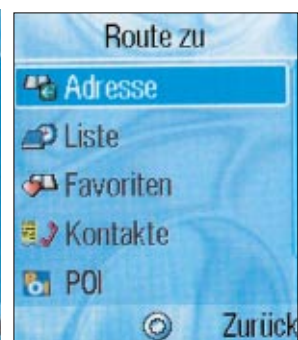 Route zu
Adresse
Liste
Favoriten
Kontakte
POI
Zurück